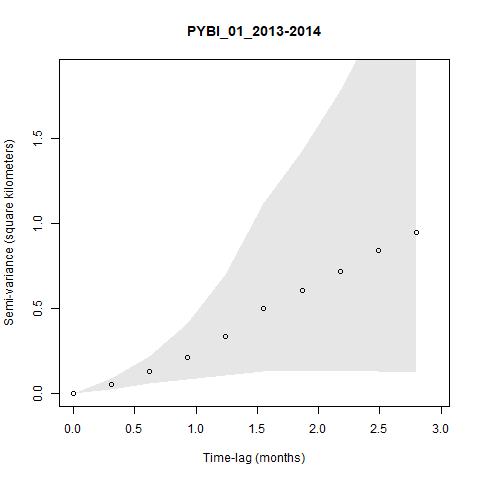 PYBI_01_2013-2014
Semi-variance (square kilometers)
1.5
1.0
0.5
0.0
0.0 0.5 1.0 1.5 2.0 2.5 3.0
Time-lag (months)